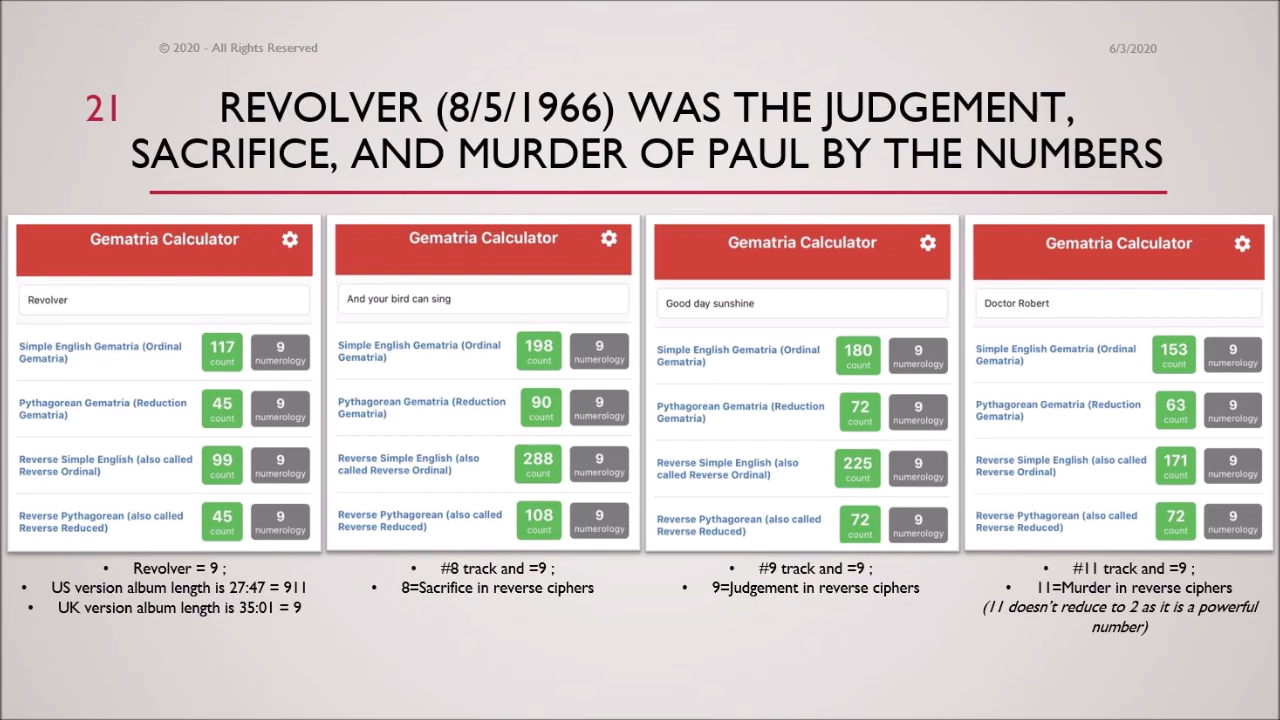 © 2020 - All Rights Reserved
6/3/2020
21
REVOLVER (8/5/1966) WAS THE JUDGEMENT,
SACRIFICE, AND MURDER OF PAUL BY THE NUMBERS
Gematria Calculator
Revolver
Simple English Gematria (Ordinal
Gematria)
117
count
9
numerology
Pythagorean Gematria (Reduction
Gematria)
45
count
9
numerology
Reverse Simple English (also called
Reverse Ordinal)
99
count
9
numerology
Reverse Pythagorean (also called
Reverse Reduced)
45
count
9
numerology
• Revolver = 9 ;
• US version album length is 27:47 = 911
• UK version album length is 35:01 = 9
Gematria Calculator
And your bird can sing
Simple English Gematria (Ordinal
Gematria)
198
count
9
numerology
Pythagorean Gematria (Reduction
Gematria)
90
count
9
numerology
Reverse Simple English (also
called Reverse Ordinal)
288
count
9
numerology
Reverse Pythagorean (also called
Reverse Reduced)
108
count
9
numerology
• #8 track and =9 ;
• 8=Sacrifice in reverse ciphers
Gematria Calculator
Good day sunshine
Simple English Gematria (Ordinal
Gematria)
180
count
9
numerology
Pythagorean Gematria (Reduction
Gematria)
72
count
9
numerology
Reverse Simple English (also
called Reverse Ordinal)
225
count
9
numerology
Reverse Pythagorean (also called
Reverse Reduced)
72
count
9
numerology
• #9 track and =9 ;
• 9=Judgement in reverse ciphers
Gematria Calculator
Doctor Robert
Simple English Gematria (Ordinal
Gematria)
153
count
9
numerology
Pythagorean Gematria (Reduction
Gematria)
63
count
9
numerology
Reverse Simple English (also called
Reverse Ordinal)
171
count
9
numerology
Reverse Pythagorean (also called
Reverse Reduced)
72
count
9
numerology
• #11 track and =9 ;
• 11=Murder in reverse ciphers
(11 doesn't reduce to 2 as it is a powerful
number)